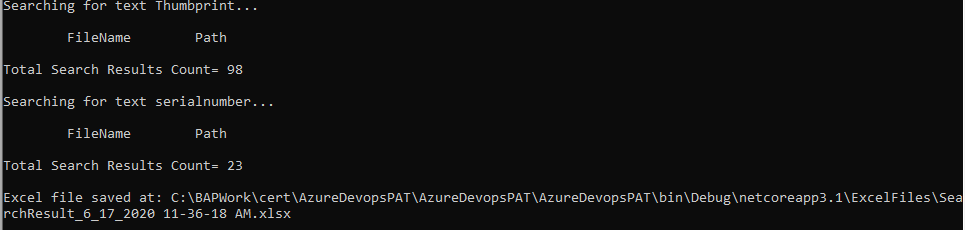 Searching for text Thumbprint...
FileName        Path
Total Search Results Count= 98
Searching for text serialnumber...
FileName        Path
Total Search Results Count= 23
Excel file saved at: C:\BAPWork\cert\AzureDevopsPAT\AzureDevopsPAT\AzureDevopsPAT\bin\Debug\netcoreapp3.1\ExcelFiles\Sea
rchResult_6_17_2020 11-36-18 AM.xlsx